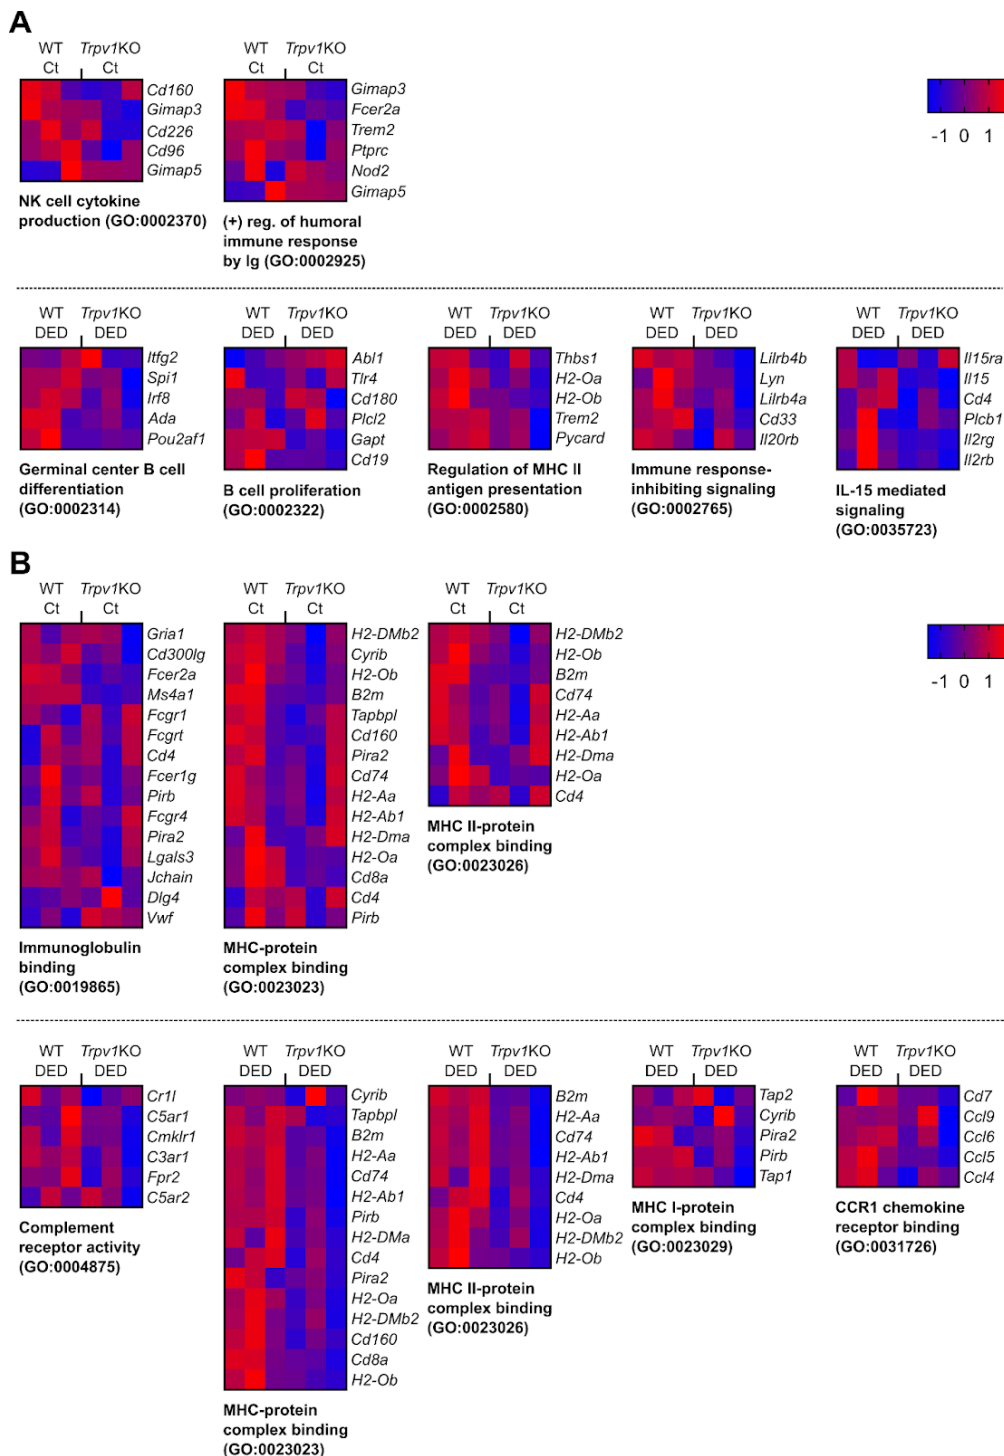 A
WT Trpv1KO
Ct Ct
Cd160
Gimap3
Cd226
Cd96
Gimap5
NK cell cytokine
production (GO:0002370)
WT Trpv1KO
Ct Ct
Gimap3
Fcer2a
Trem2
Ptprc
Nod2
Gimap5
(+) reg. of humoral
immune response
by Ig (GO:0002925)
-1 0 1
WT Trpv1KO
DED DED
Itfg2
Spi1
Irf8
Ada
Pou2af1
Germinal center B cell
differentiation
(GO:0002314)
WT Trpv1KO
DED DED
Abl1
Tlr4
Cd180
Plcl2
Gapt
Cd19
B cell proliferation
(GO:0002322)
WT Trpv1KO
DED DED
Thbs1
H2-Oa
H2-Ob
Trem2
Pycard
Regulation of MHC II
antigen presentation
(GO:0002580)
WT Trpv1KO
DED DED
Lilrb4b
Lyn
Lilrb4a
Cd33
Il20rb
Immune response-
inhibiting signaling
(GO:0002765)
WT Trpv1KO
DED DED
Il15ra
Il15
Cd4
Plcb1
Il2rg
Il2rb
IL-15 mediated
signaling
(GO:0035723)
B
WT Trpv1KO
Ct Ct
Gria1
Cd300lg
Fcer2a
Ms4a1
Fcgr1
Fcgrt
Cd4
Fcer1g
Pirb
Fcgr4
Pira2
Lgals3
Jchain
Dlg4
Vwf
Immunoglobulin
binding
(GO:0019865)
WT Trpv1KO
Ct Ct
H2-DMb2
Cyrib
H2-Ob
B2m
Tapbpl
Cd160
Pira2
Cd74
H2-Aa
H2-Ab1
H2-Dma
H2-Oa
Cd8a
Cd4
Pirb
MHC-protein
complex binding
(GO:0023023)
WT Trpv1KO
Ct Ct
H2-DMb2
H2-Ob
B2m
Cd74
H2-Aa
H2-Ab1
H2-Dma
H2-Oa
Cd4
MHC II-protein
complex binding
(GO:0023026)
-1 0 1
WT Trpv1KO
DED DED
Cr1l
C5ar1
Cmklr1
C3ar1
Fpr2
C5ar2
Complement
receptor activity
(GO:0004875)
WT Trpv1KO
DED DED
Cyrib
Tapbpl
B2m
H2-Aa
Cd74
H2-Ab1
Pirb
H2-DMa
Cd4
Pira2
H2-Oa
H2-DMb2
Cd160
Cd8a
H2-Ob
MHC-protein
complex binding
(GO:0023023)
WT Trpv1KO
DED DED
B2m
H2-Aa
Cd74
H2-Ab1
H2-Dma
Cd4
H2-Oa
H2-DMb2
H2-Ob
MHC II-protein
complex binding
(GO:0023026)
WT Trpv1KO
DED DED
Tap2
Cyrib
Pira2
Pirb
Tap1
MHC I-protein
complex binding
(GO:0023029)
WT Trpv1KO
DED DED
Cd7
Ccl9
Ccl6
Ccl5
Ccl4
CCR1 chemokine
receptor binding
(GO:0031726)